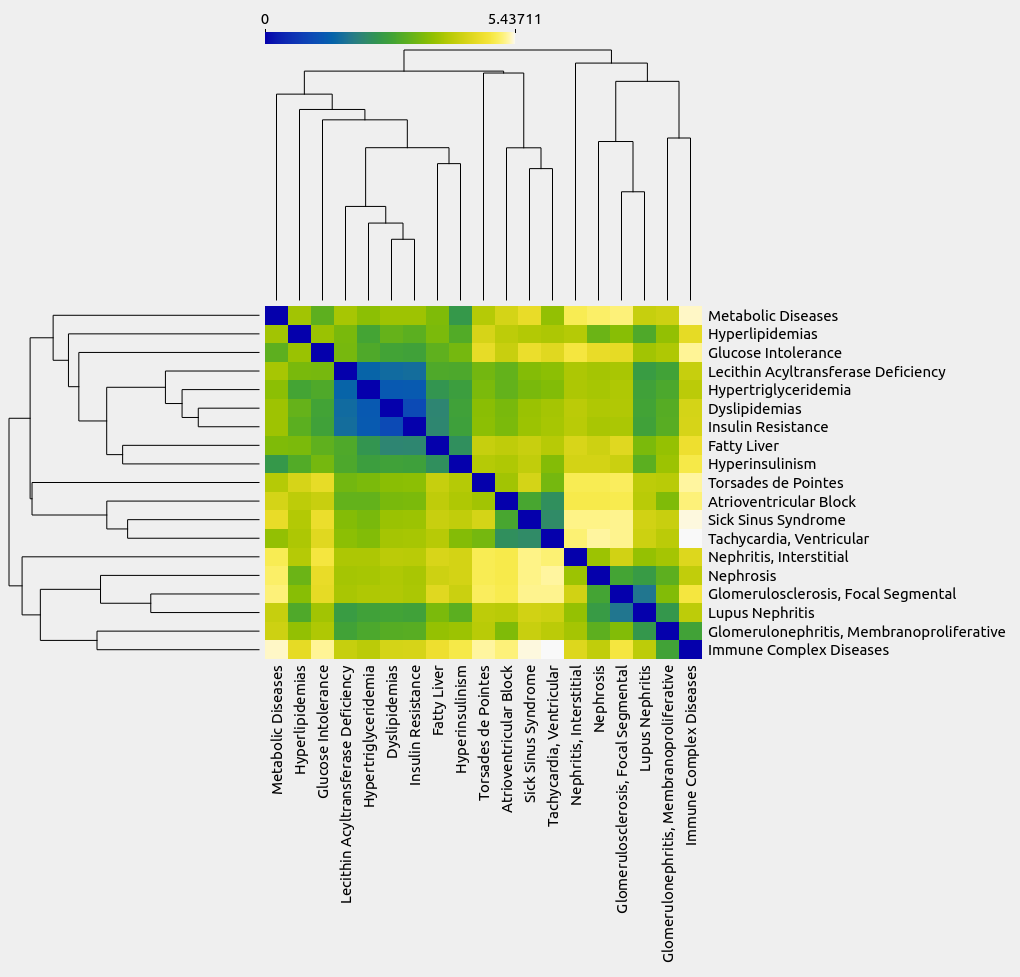 0 5.43711
Metabolic Diseases
Hyperlipidemias
Glucose Intolerance
Lecithin Acyltransferase Deficiency
Hypertriglyceridemia
Dyslipidemias
Insulin Resistance
Fatty Liver
Hyperinsulinism
Torsades de Pointes
Atrioventricular Block
Sick Sinus Syndrome
Tachycardia, Ventricular
Nephritis, Interstitial
Nephrosis
Glomerulosclerosis, Focal Segmental
Lupus Nephritis
Glomerulonephritis, Membranoproliferative
Immune Complex Diseases
Metabolic Diseases
Hyperlipidemias
Glucose Intolerance
Lecithin Acyltransferase Deficiency
Hypertriglyceridemia
Dyslipidemias
Insulin Resistance
Fatty Liver
Hyperinsulinism
Torsades de Pointes
Atrioventricular Block
Sick Sinus Syndrome
Tachycardia, Ventricular
Nephritis, Interstitial
Nephrosis
Glomerulosclerosis, Focal Segmental
Lupus Nephritis
Glomerulonephritis, Membranoproliferative
Immune Complex Diseases